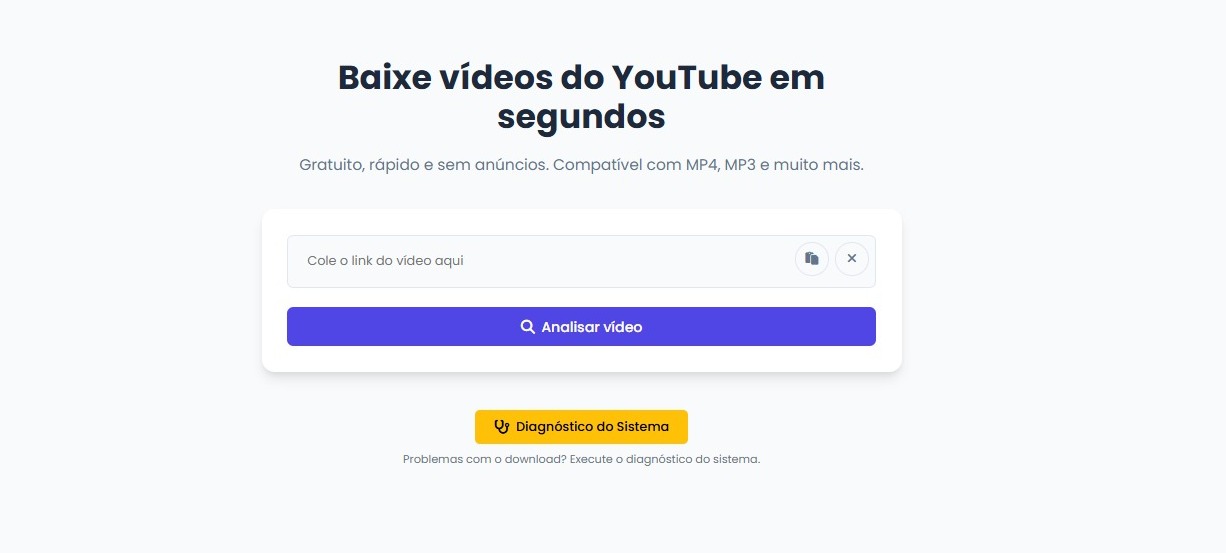 Baixe vídeos do YouTube em
segundos
Gratuito, rápido e sem anúncios. Compatível com MP4, MP3 e muito mais.
Cole o link do vídeo aqui
Analisar vídeo
Diagnóstico do Sistema
Problemas com o download? Execute o diagnóstico do sistema.